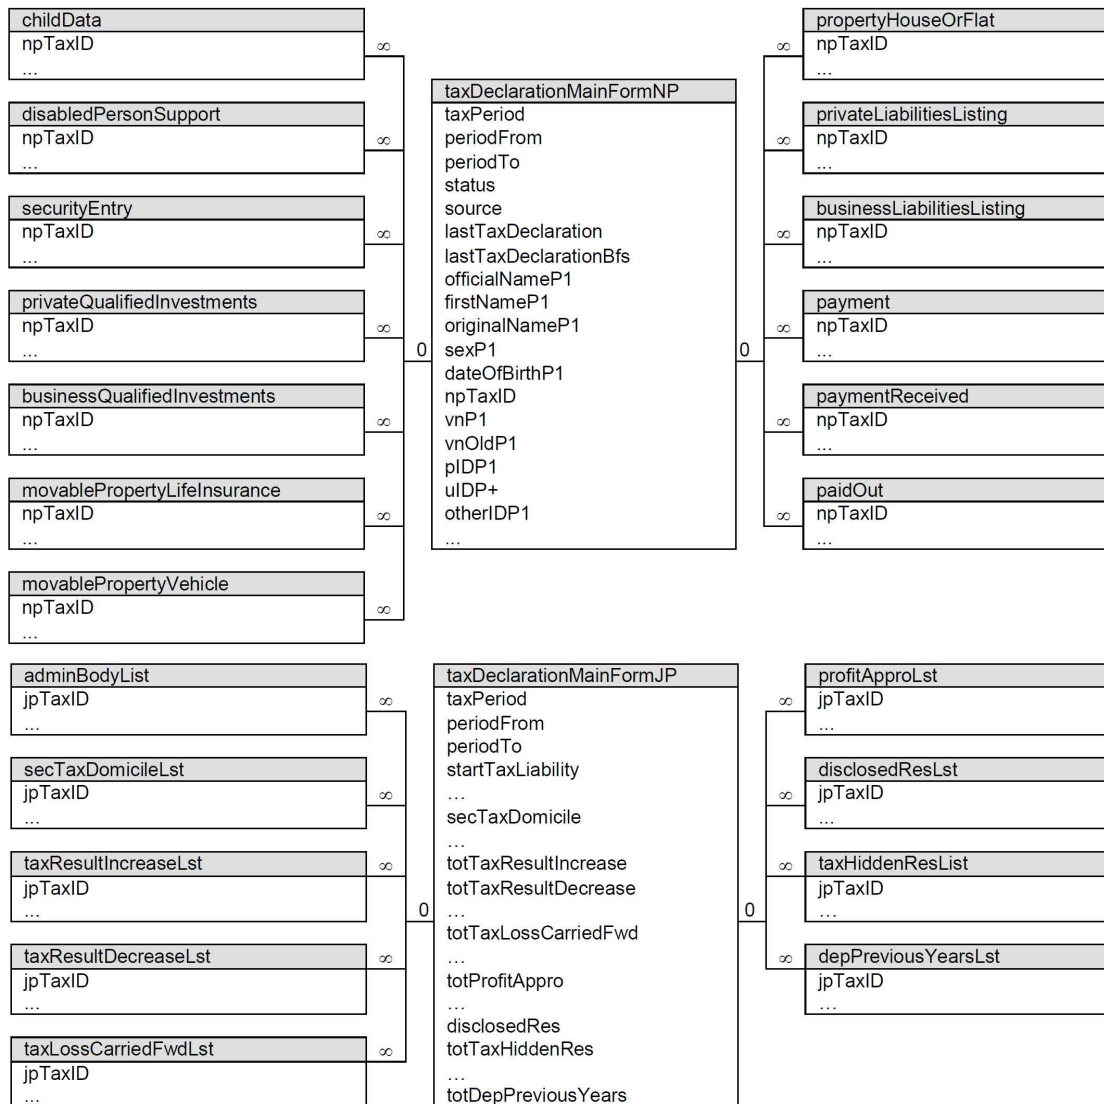 childData
npTaxID
...
∞
disabledPersonSupport
npTaxID
...
∞
securityEntry
npTaxID
...
∞
privateQualifiedInvestments
npTaxID
...
∞
businessQualifiedInvestments
npTaxID
...
∞
movablePropertyLifeInsurance
npTaxID
...
∞
movablePropertyVehicle
npTaxID
...
∞
0
taxDeclarationMainFormNP
taxPeriod
periodFrom
periodTo
status
source
lastTaxDeclaration
lastTaxDeclarationBfs
officialNameP1
firstNameP1
originalNameP1
sexP1
dateOfBirthP1
npTaxID
vnP1
vnOldP1
pIDP1
uIDP+
otherIDP1
...
0
propertyHouseOrFlat
npTaxID
...
∞
privateLiabilitiesListing
npTaxID
...
∞
businessLiabilitiesListing
npTaxID
...
∞
payment
npTaxID
...
∞
paymentReceived
npTaxID
...
∞
paidOut
npTaxID
...
∞
adminBodyList
jpTaxID
...
∞
secTaxDomicileLst
jpTaxID
...
∞
taxResultIncreaseLst
jpTaxID
...
∞
taxResultDecreaseLst
jpTaxID
...
∞
taxLossCarriedFwdLst
jpTaxID
...
∞
0
taxDeclarationMainFormJP
taxPeriod
periodFrom
periodTo
startTaxLiability
...
secTaxDomicile
...
totTaxResultIncrease
totTaxResultDecrease
...
totTaxLossCarriedFwd
...
totProfitAppro
...
disclosedRes
totTaxHiddenRes
...
totDepPreviousYears
0
profitApproLst
jpTaxID
...
∞
disclosedResLst
jpTaxID
...
∞
taxHiddenResList
jpTaxID
...
∞
depPreviousYearsLst
jpTaxID
...
∞